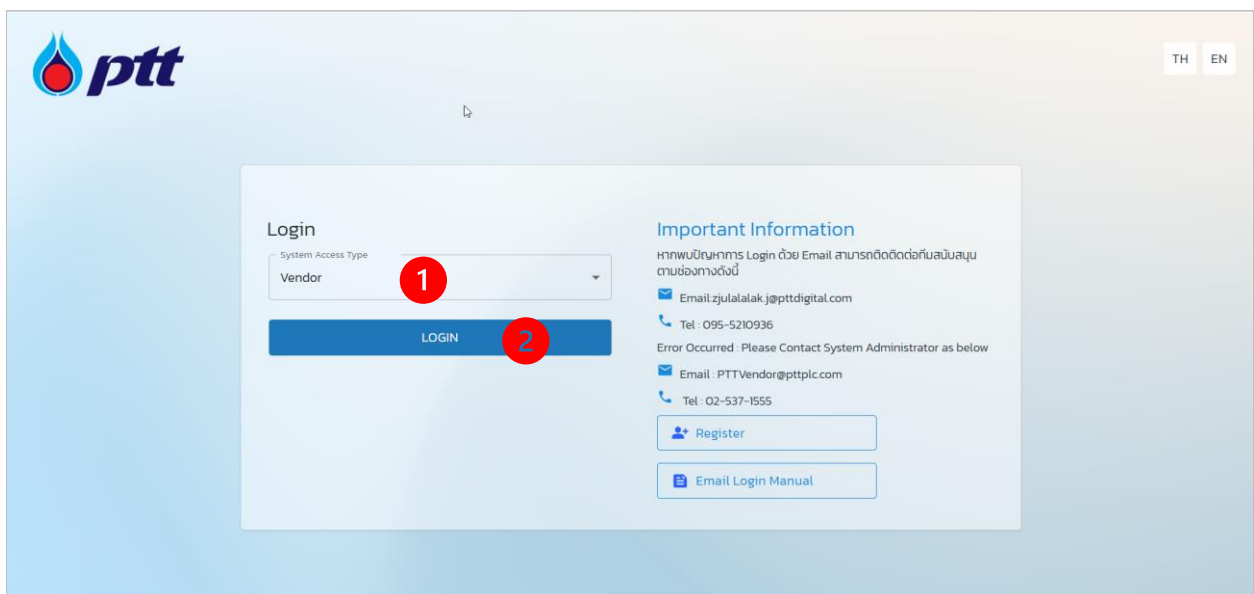 ptt
TH EN
Login
System Access Type
Vendor
1
LOGIN
2
Important Information
หากพบปัญหาการ Login ด้วย Email สามารถติดติดต่อทีมสนับสนุน
ตามช่องทางดังนี้
Email:zjulalalak.j@pttdigital.com
Tel : 095-5210936
Error Occurred : Please Contact System Administrator as below
Email : PTTVendor@pttplc.com
Tel : 02-537-1555
Register
Email Login Manual